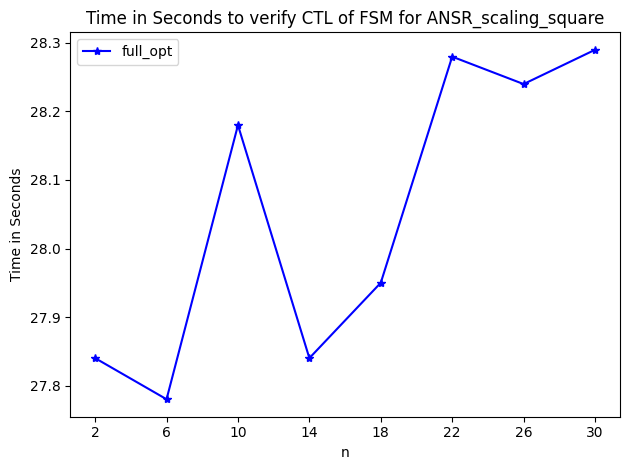 Time in Seconds to verify CTL of FSM for ANSR_scaling_square
full_opt
28.3
28.2
28.1
28.0
27.9
27.8
Time in Seconds
2 6 10 14 18 22 26 30
n